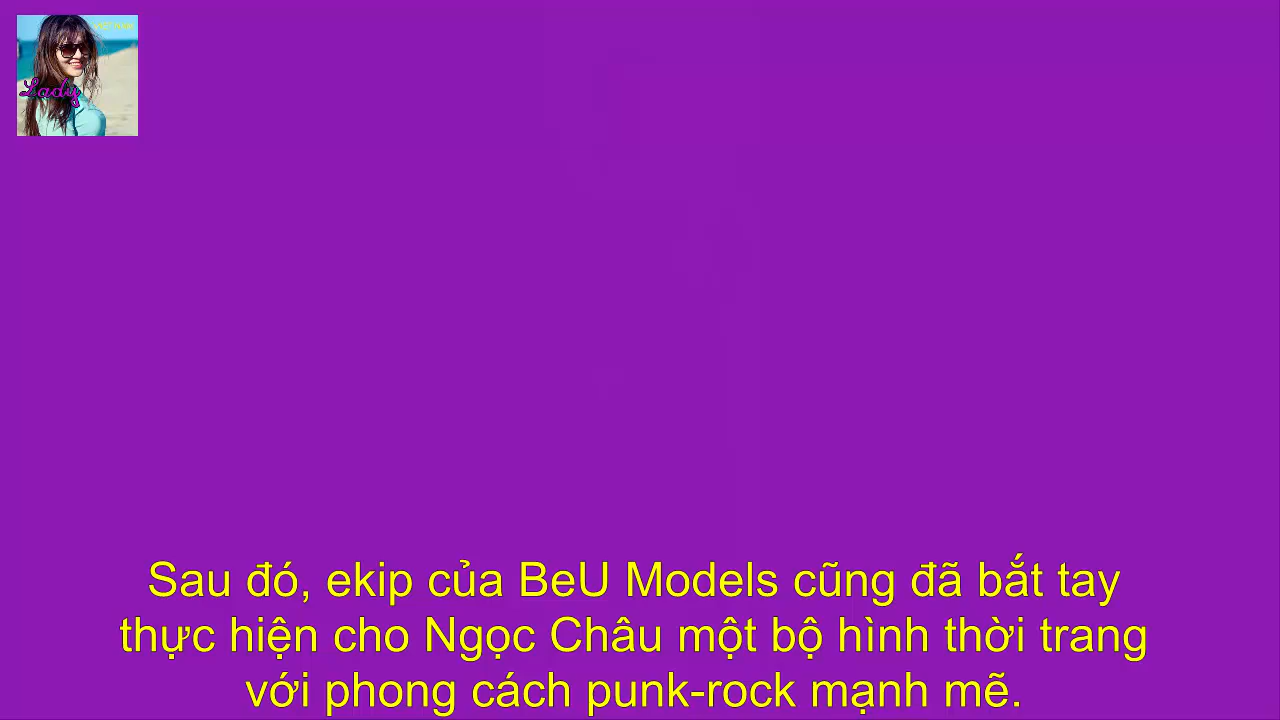 Lady
Sau đó, ekip của BeU Models cũng đã bắt tay
thực hiện cho Ngọc Châu một bộ hình thời trang
với phong cách punk-rock mạnh mẽ.